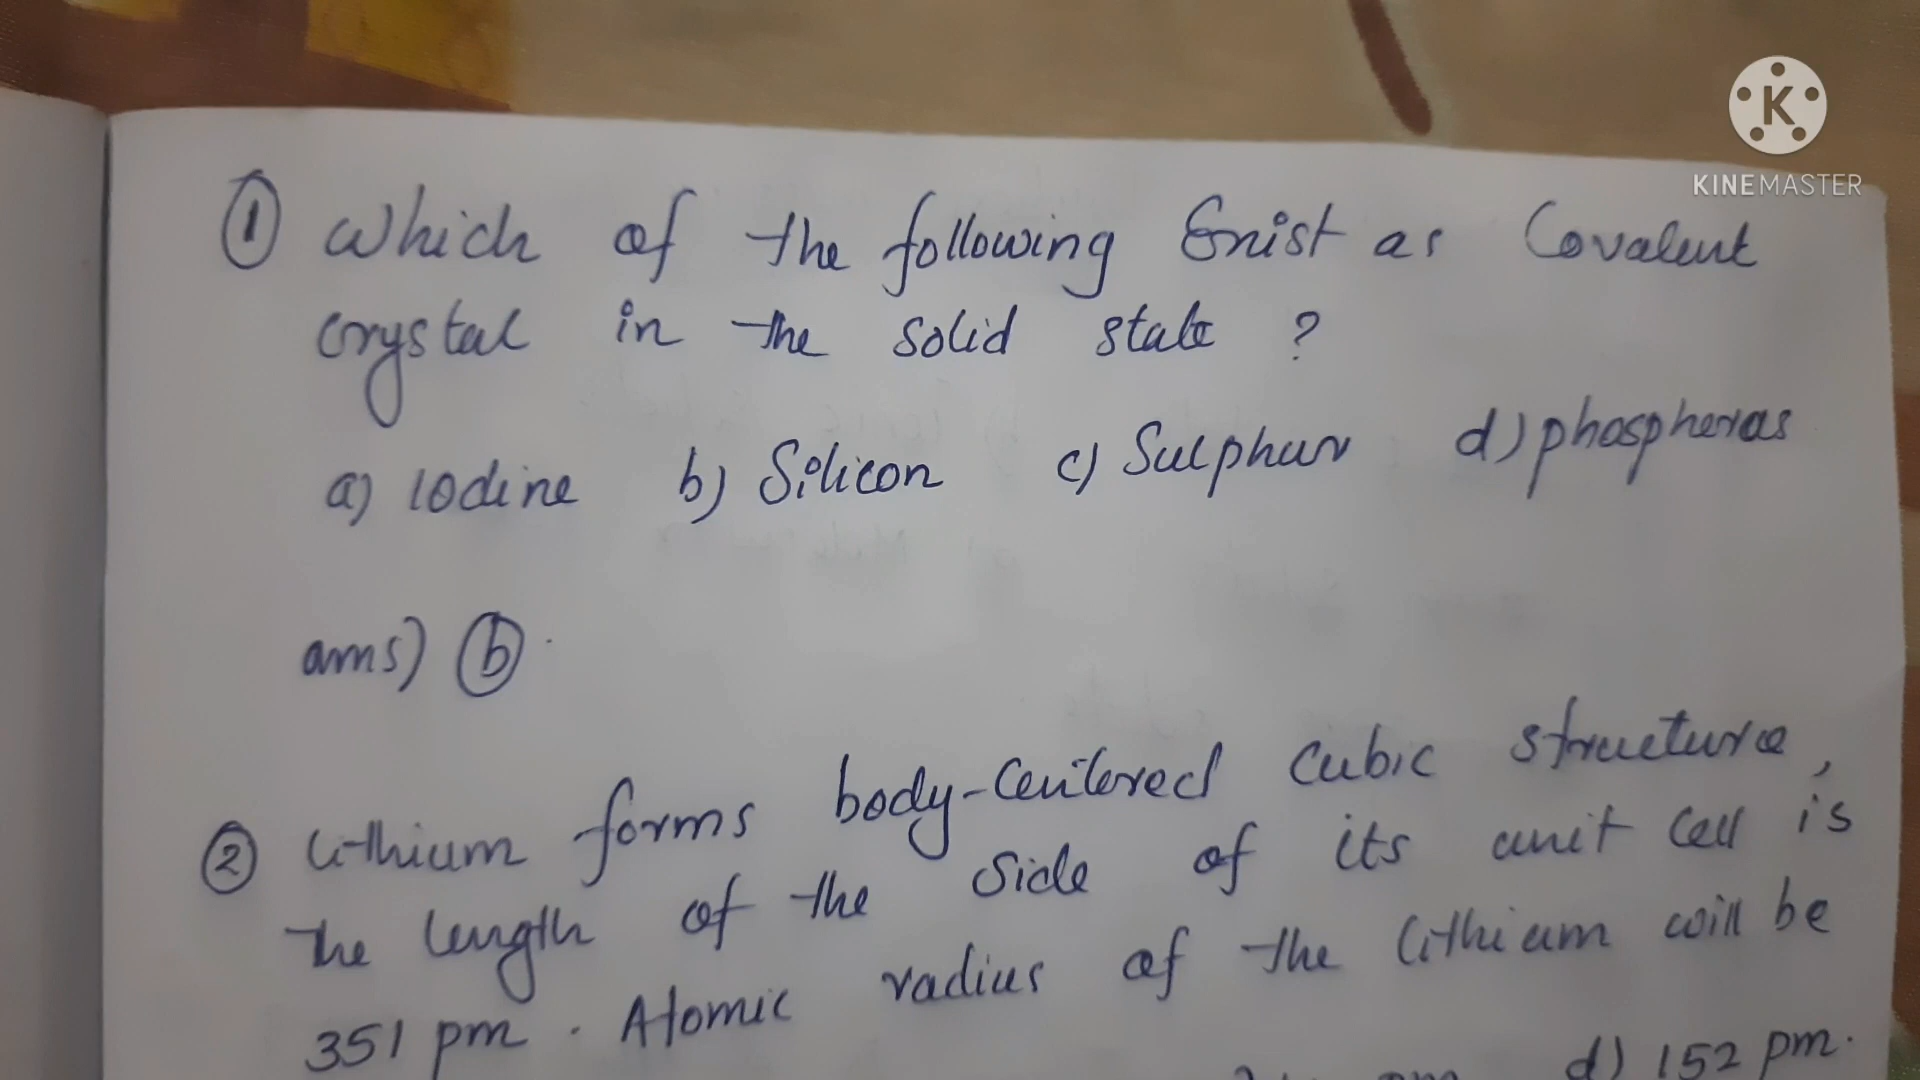 KINEMASTER
① Which of the following Exist as Covalent
crystal in the solid state ?
a) iodine b) Silicon c) Sulphur d) phospheras
ans) ⓑ.
② Lithium forms body-Centered Cubic structure,
the length of the side of its unit cell is
351 pm. Atomic radius of the lithium will be
d) 152 pm.